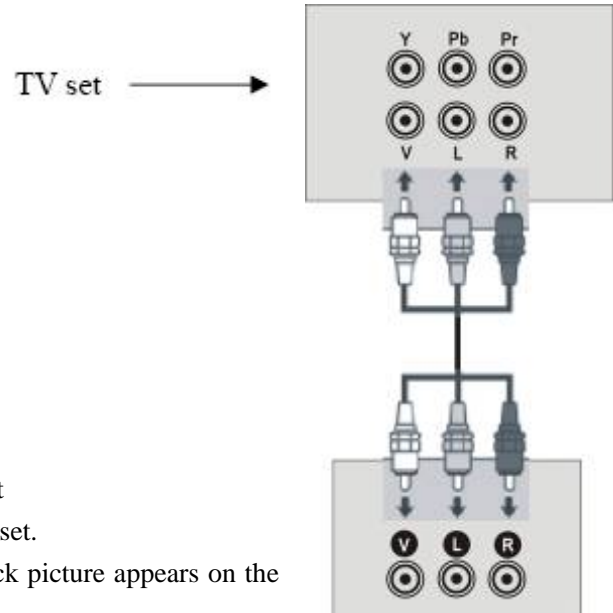 Y Pb Pr
TV set
V L R
t
set.
ck picture appears on the
V L R